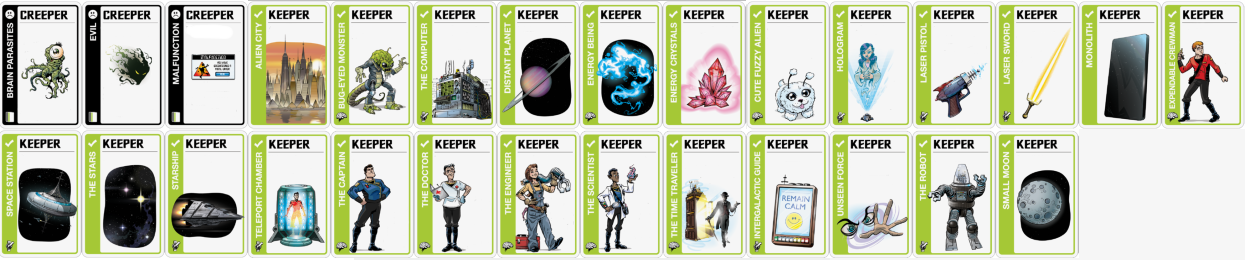 CREEPER
BRAIN PARASITES
CREEPER
EVIL
CREEPER
MALFUNCTION
KEEPER
ALIEN CITY
KEEPER
BUG-EYED MONSTER
KEEPER
THE COMPUTER
KEEPER
DISTANT PLANET
KEEPER
ENERGY BEING
KEEPER
ENERGY CRYSTALS
KEEPER
CUTE FUZZY ALIEN
KEEPER
HOLOGRAM
KEEPER
LASER PISTOL
KEEPER
LASER SWORD
KEEPER
MONOLITH
KEEPER
EXPENDABLE CREWMAN
KEEPER
SPACE STATION
KEEPER
THE STARS
KEEPER
STARSHIP
KEEPER
TELEPORT CHAMBER
KEEPER
THE CAPTAIN
KEEPER
THE DOCTOR
KEEPER
THE ENGINEER
KEEPER
THE SCIENTIST
KEEPER
THE TIME TRAVELER
KEEPER
INTERGALACTIC GUIDE
REMAIN
CALM
KEEPER
UNSEEN FORCE
KEEPER
THE ROBOT
KEEPER
SMALL MOON